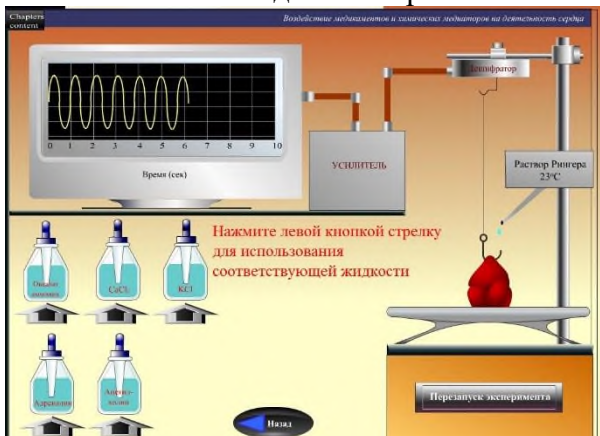 Chapters
content
Воздействие медикаментов и химических медиаторов на деятельность сердца
0 1 2 3 4 5 6 7 8 9 10
Время (сек)
УСИЛИТЕЛЬ
Раствор Рингера
23°C
Нажмите левой кнопкой стрелку
для использования
соответствующей жидкости
CaCl₂
KCl
Адреналин
Назад
Перезапуск эксперимента